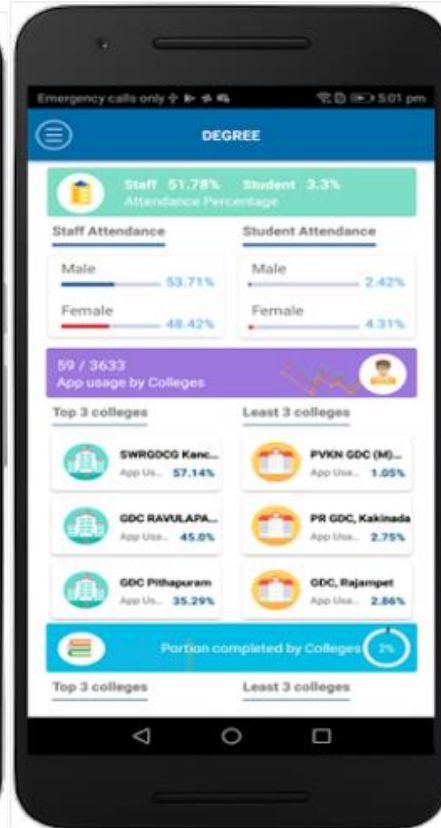 Emergency calls only 5:01 pm
DEGREE
Staff 51.78% Student 3.3%
Attendance Percentage
Staff Attendance Student Attendance
Male Male
53.71% 2.42%
Female Female
48.42% 4.31%
59 / 3633
App usage by Colleges
Top 3 colleges Least 3 colleges
SWRGDCG Kanc... PVKN GDC (M)...
App Us... 57.14% App Usa... 1.05%
GDC RAVULAPA... PR GDC, Kakinada
App Usa... 45.0% App Usa... 2.75%
GDC Pithapuram GDC, Rajampet
App Us... 35.29% App Usa... 2.86%
Portion completed by Colleges 2%
Top 3 colleges Least 3 colleges